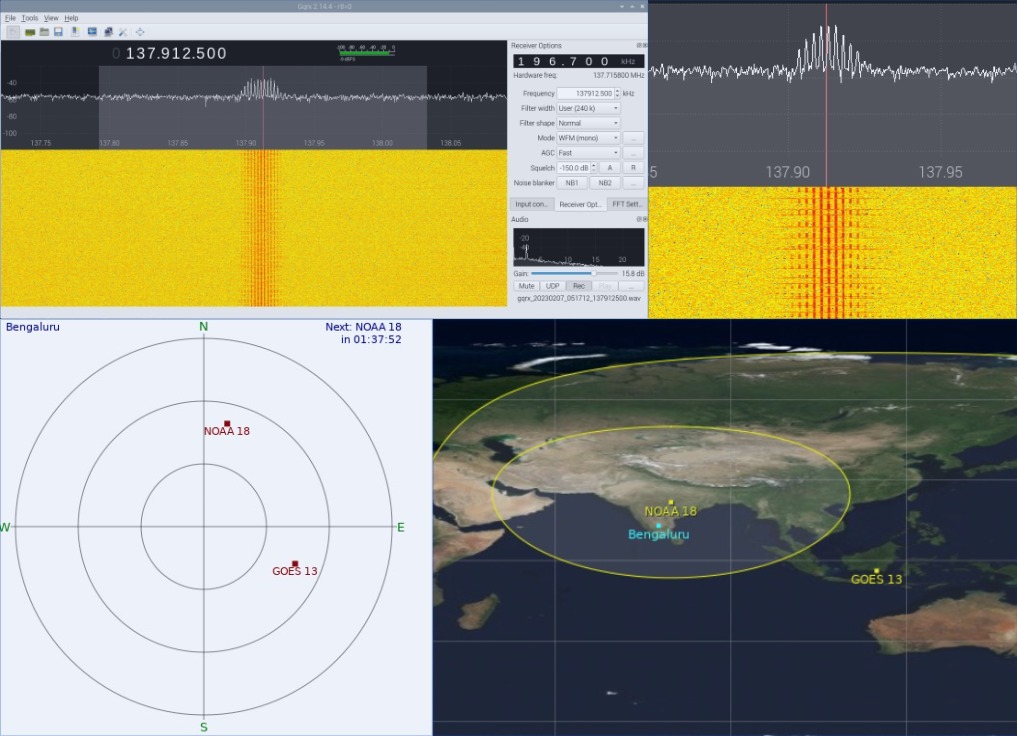 Gqrx 2.14.4 - rtl=0
File Tools View Help
0 137.912.500
-40
-80
-100
137.75 137.80 137.85 137.90 137.95 138.00 138.05
Receiver Options
196.700 kHz
Hardware freq: 137.715800 MHz
Frequency 137912.500 kHz
Filter width User (240 k)
Filter shape Normal
Mode WFM (mono) ...
AGC Fast ...
Squelch -150.0 dB A R
Noise blanker NB1 NB2 ...
Input con... Receiver Opt... FFT Sett...
Audio
-20
5 10 15 20
Gain: 15.8 dB
Mute UDP Rec Play ...
gqrx_20230207_051712_137912500.wav
5 137.90 137.95
Bengaluru
Next: NOAA 18
in 01:37:52
N
NOAA 18
W
E
GOES 13
S
NOAA 18
Bengaluru
GOES 13